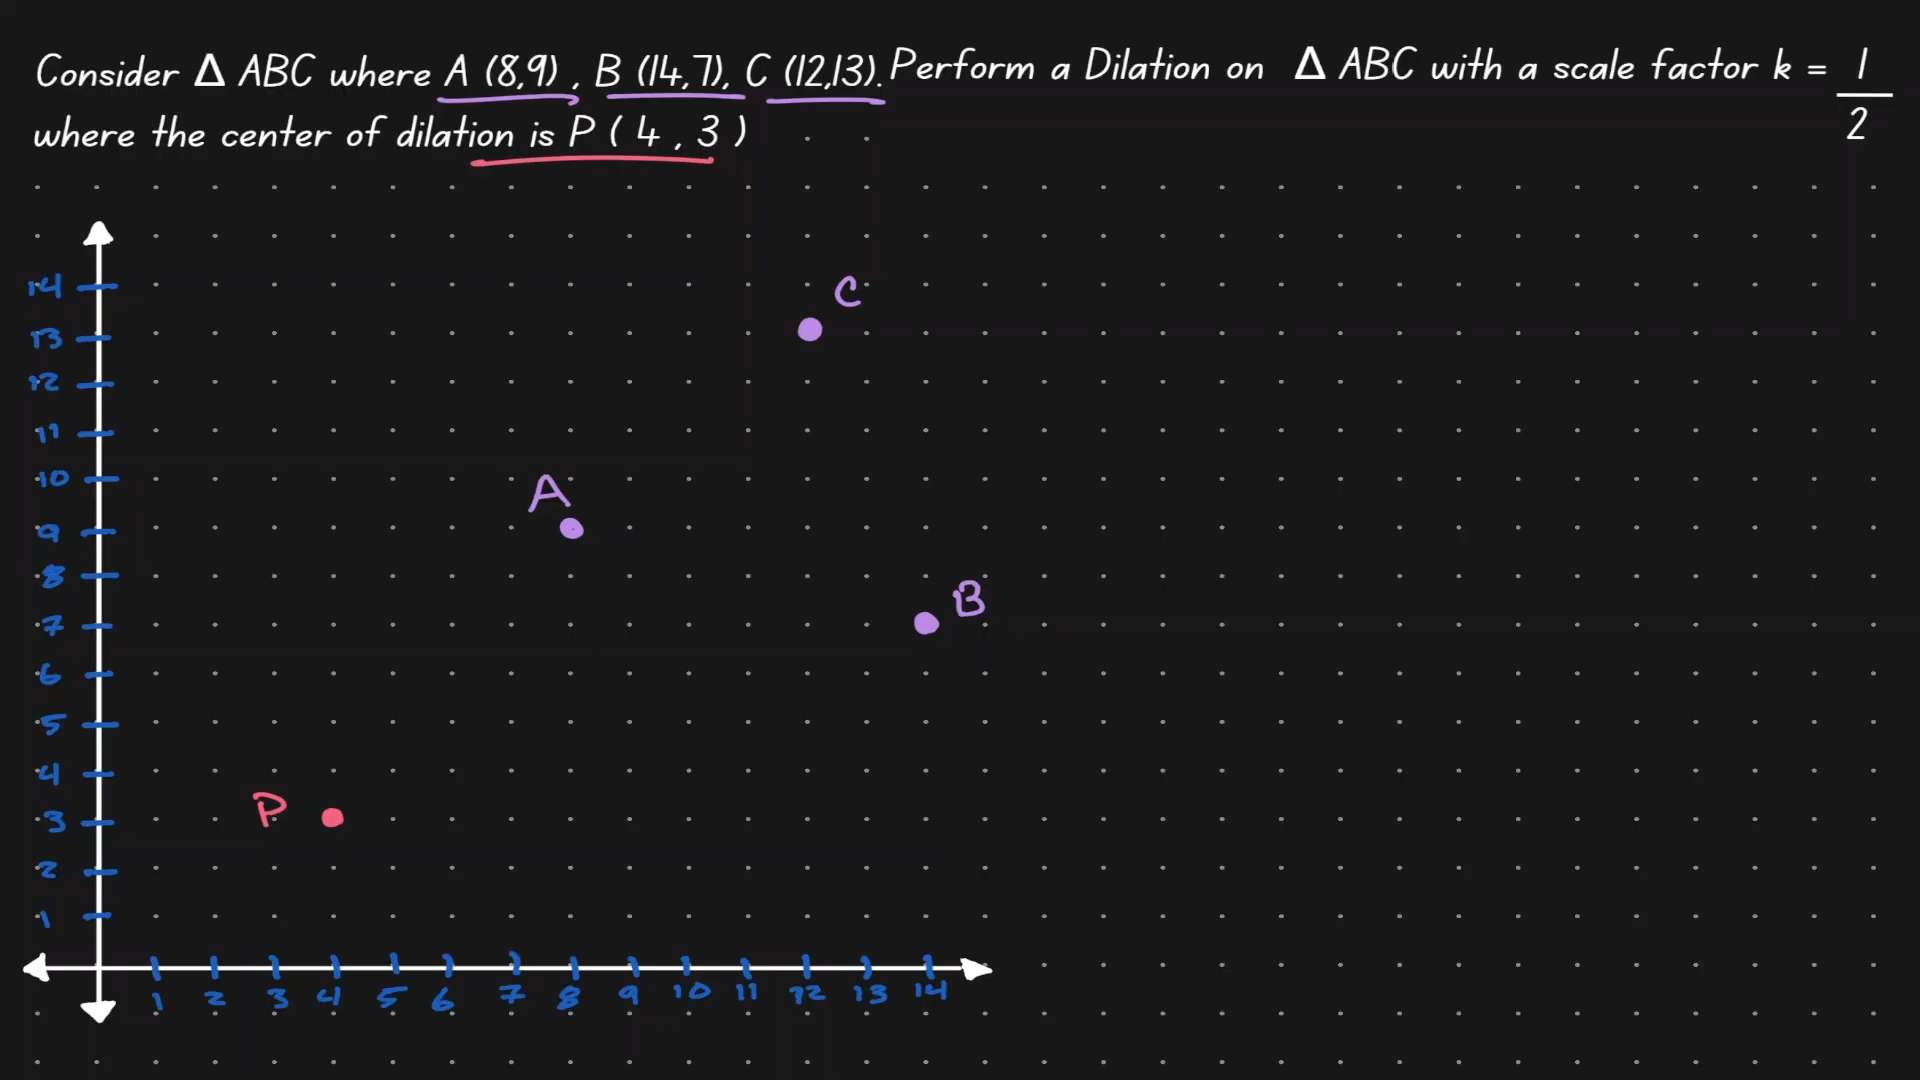 Consider Δ ABC where A (8,9) , B (14,7), C (12,13). Perform a Dilation on Δ ABC with a scale factor k = 1/2
where the center of dilation is P ( 4 , 3 )
C
14
13
12
11
A
10
9
B
8
7
6
5
4
P
3
2
1
1 2 3 4 5 6 7 8 9 10 11 12 13 14